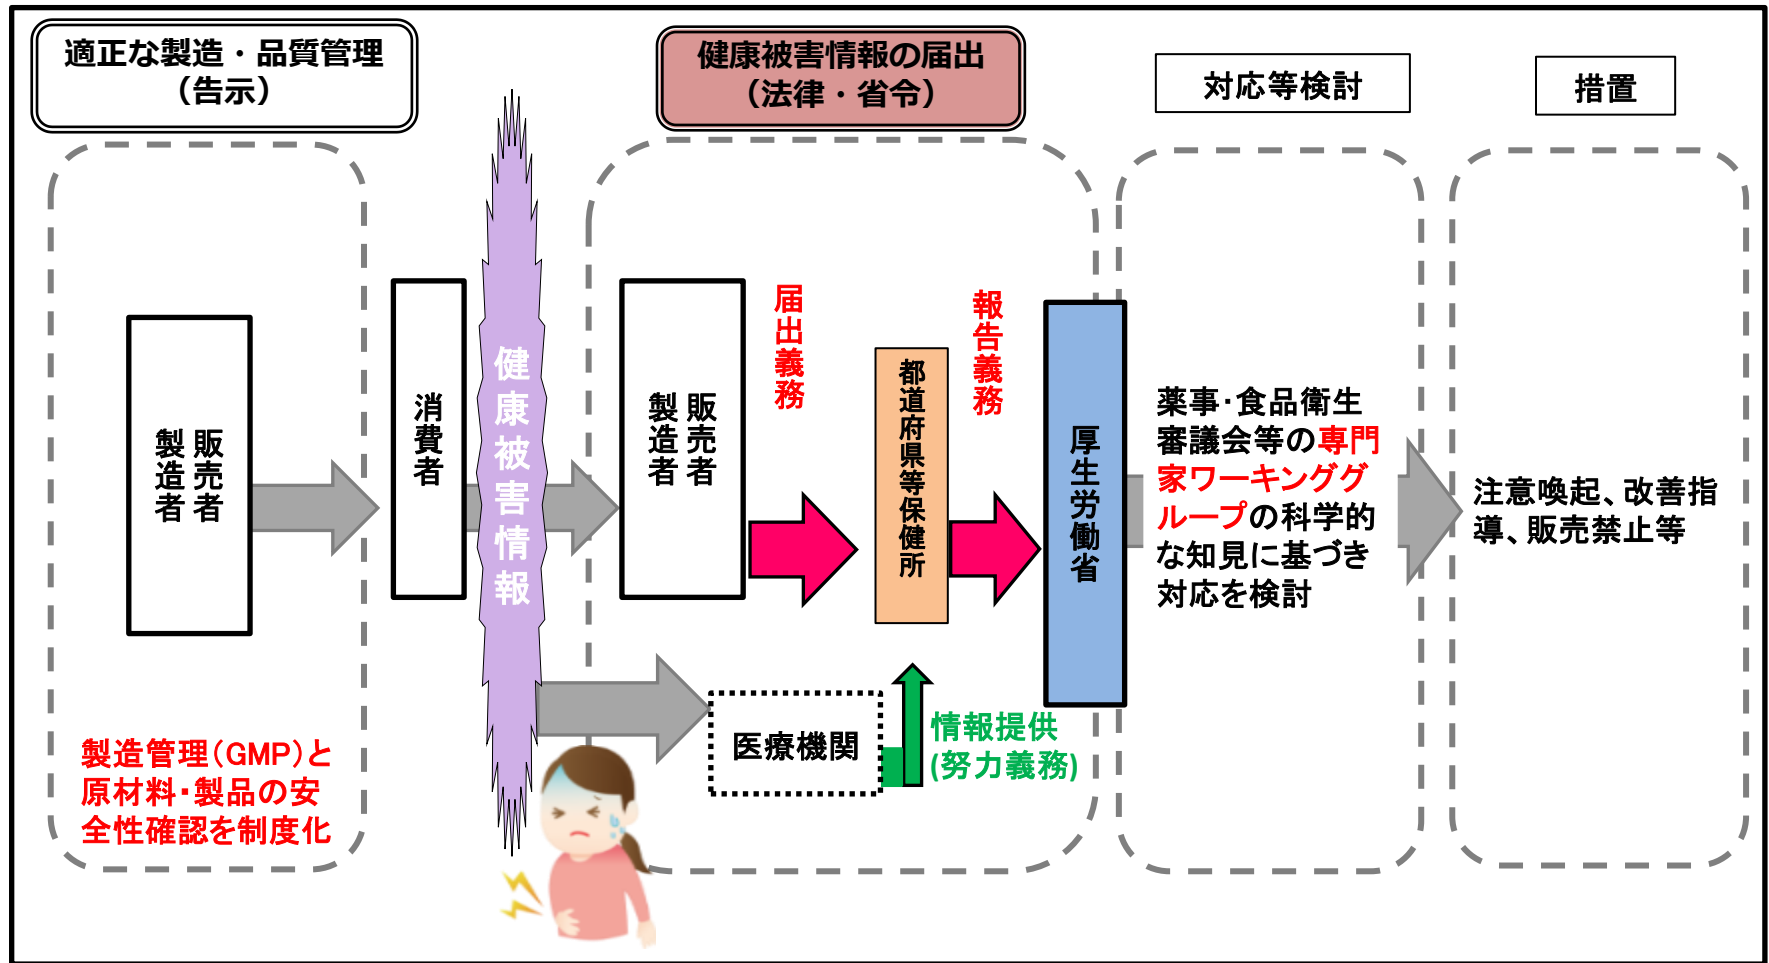 適正な製造・品質管理
（告示）
健康被害情報の届出
（法律・省令）
対応等検討
措置
販売者
製造者
製造管理（GMP）と
原材料・製品の安
全性確認を制度化
消費者
健康被害情報
販売者
製造者
届出義務
都道府県等保健所
報告義務
厚生労働省
医療機関
情報提供
(努力義務)
薬事・食品衛生
審議会等の専門
家ワーキンググ
ループの科学的
な知見に基づき
対応を検討
注意喚起、改善指
導、販売禁止等